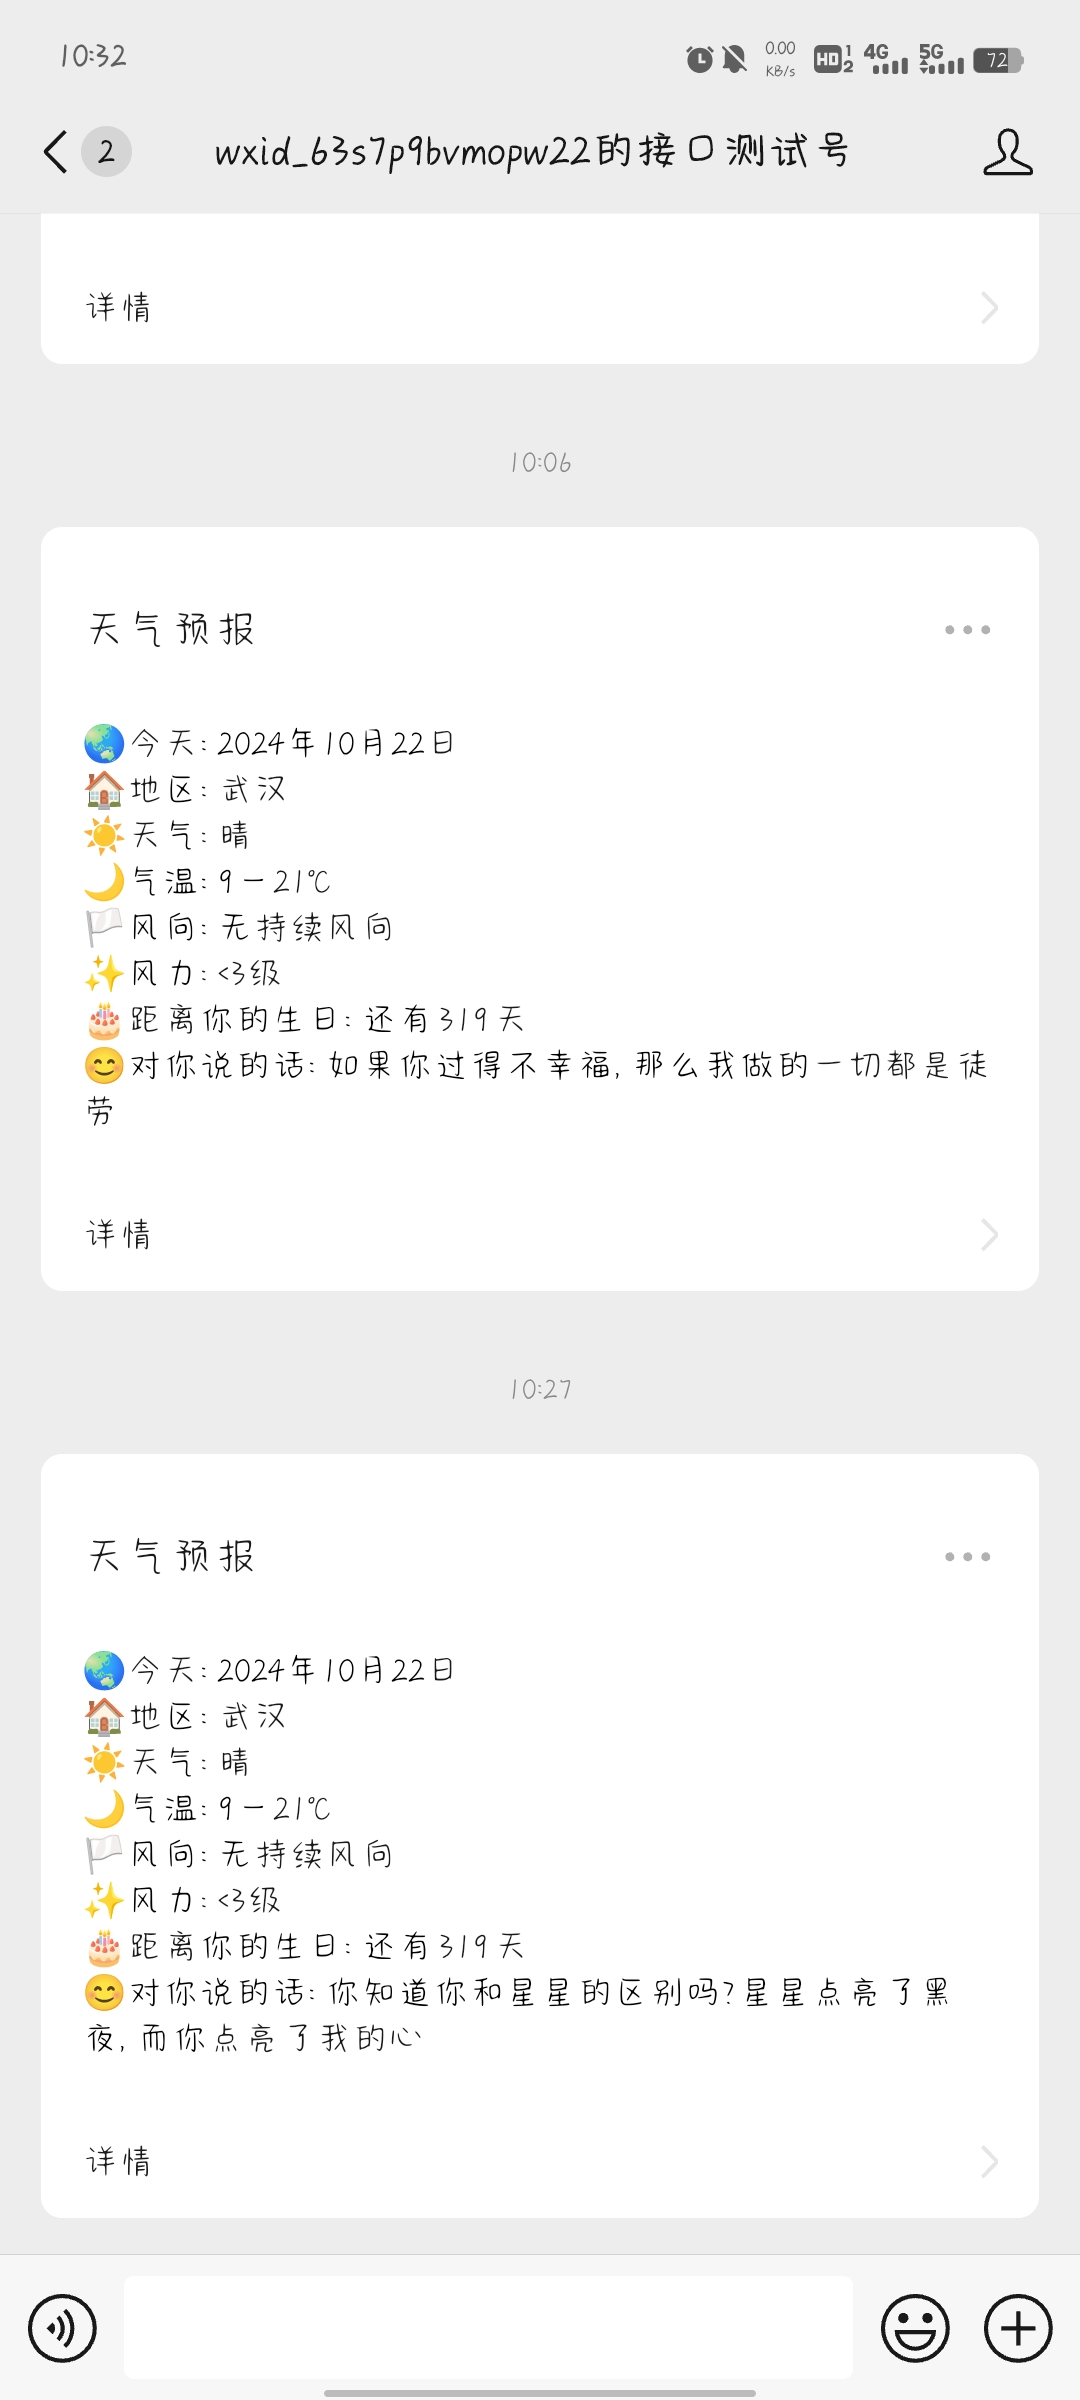 10:32
0.00
KB/s
HD 1 2
4G
5G
72
2
wxid_63s7p9bvmopw22的接口测试号
详情
10:06
天气预报
🌏今天: 2024年10月22日
🏠地区: 武汉
☀️天气: 晴
🌙气温: 9－21℃
🏳️风向: 无持续风向
✨风力: <3级
🎂距离你的生日: 还有319天
😊对你说的话: 如果你过得不幸福, 那么我做的一切都是徒
劳
详情
10:27
天气预报
🌏今天: 2024年10月22日
🏠地区: 武汉
☀️天气: 晴
🌙气温: 9－21℃
🏳️风向: 无持续风向
✨风力: <3级
🎂距离你的生日: 还有319天
😊对你说的话: 你知道你和星星的区别吗? 星星点亮了黑
夜, 而你点亮了我的心
详情